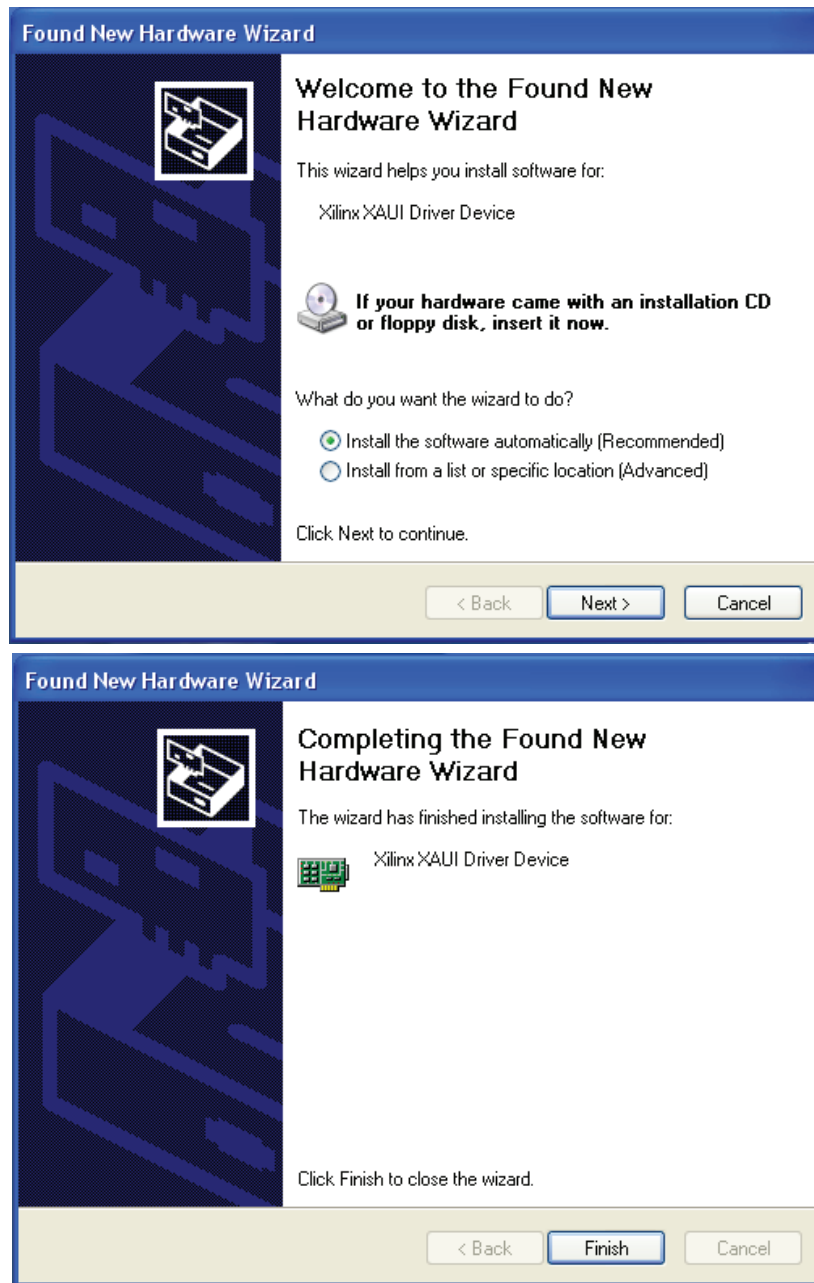 Found New Hardware Wizard
Welcome to the Found New
Hardware Wizard
This wizard helps you install software for:
Xilinx XAUI Driver Device
If your hardware came with an installation CD
or floppy disk, insert it now.
What do you want the wizard to do?
Install the software automatically (Recommended)
Install from a list or specific location (Advanced)
Click Next to continue.
< Back Next > Cancel
Found New Hardware Wizard
Completing the Found New
Hardware Wizard
The wizard has finished installing the software for:
Xilinx XAUI Driver Device
Click Finish to close the wizard.
< Back Finish Cancel